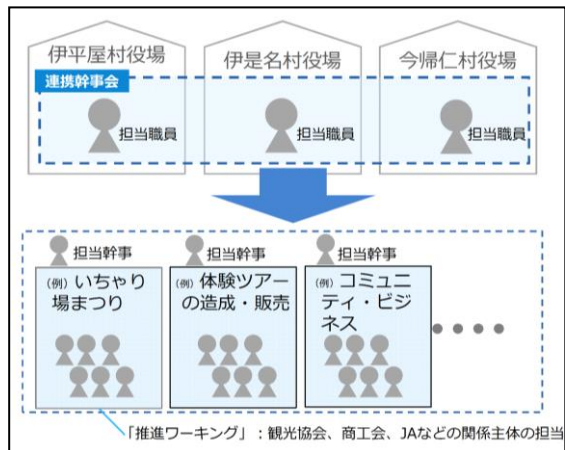 伊平屋村役場
伊是名村役場
今帰仁村役場
連携幹事会
担当職員
担当職員
担当職員
担当幹事
担当幹事
担当幹事
(例) いちゃり
場まつり
(例) 体験ツアー
の造成・販売
(例) コミュニ
ティ・ビジ
ネス
「推進ワーキング」：観光協会、商工会、JAなどの関係主体の担当